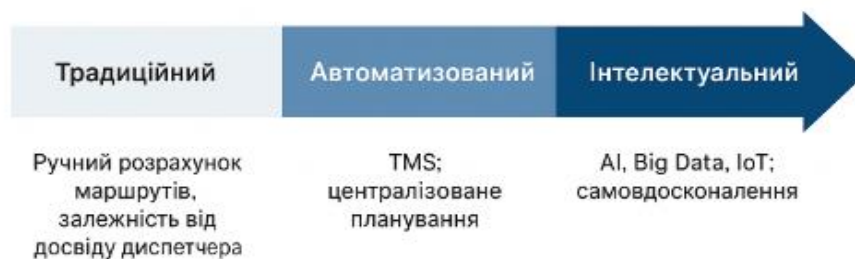 Традиційний
Автоматизований
Інтелектуальний
Ручний розрахунок
маршрутів,
залежність від
досвіду диспетчера
TMS;
централізоване
планування
AI, Big Data, IoT;
самовдосконалення